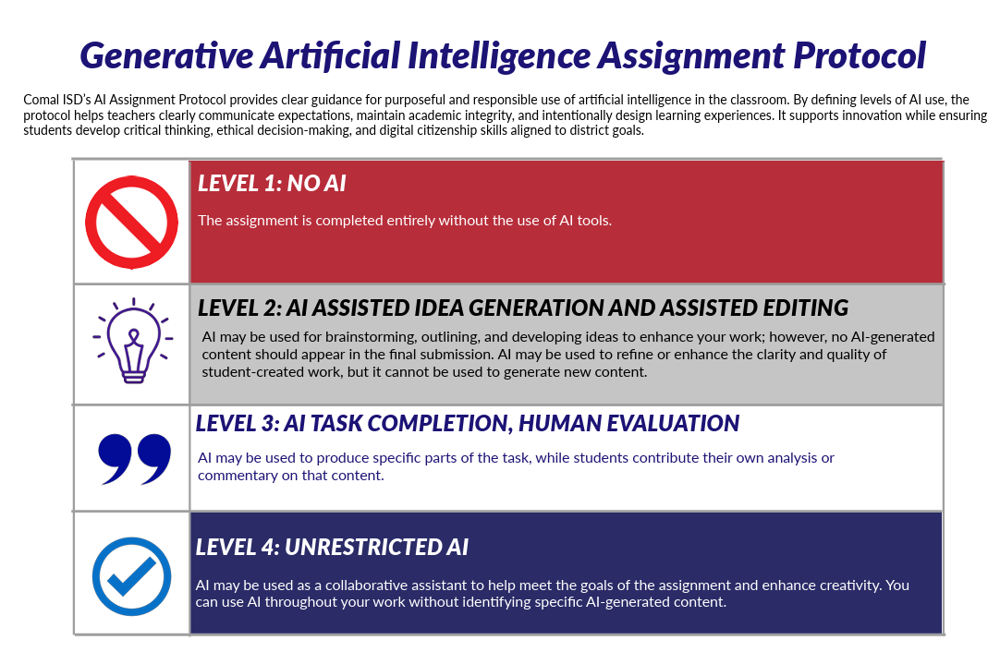 Generative Artificial Intelligence Assignment Protocol
Comal ISD's AI Assignment Protocol provides clear guidance for purposeful and responsible use of artificial intelligence in the classroom. By defining levels of AI use, the
protocol helps teachers clearly communicate expectations, maintain academic integrity, and intentionally design learning experiences. It supports innovation while ensuring
students develop critical thinking, ethical decision-making, and digital citizenship skills aligned to district goals.
LEVEL 1: NO AI
The assignment is completed entirely without the use of AI tools.
LEVEL 2: AI ASSISTED IDEA GENERATION AND ASSISTED EDITING
AI may be used for brainstorming, outlining, and developing ideas to enhance your work; however, no AI-generated
content should appear in the final submission. AI may be used to refine or enhance the clarity and quality of
student-created work, but it cannot be used to generate new content.
LEVEL 3: AI TASK COMPLETION, HUMAN EVALUATION
AI may be used to produce specific parts of the task, while students contribute their own analysis or
commentary on that content.
LEVEL 4: UNRESTRICTED AI
AI may be used as a collaborative assistant to help meet the goals of the assignment and enhance creativity. You
can use AI throughout your work without identifying specific AI-generated content.